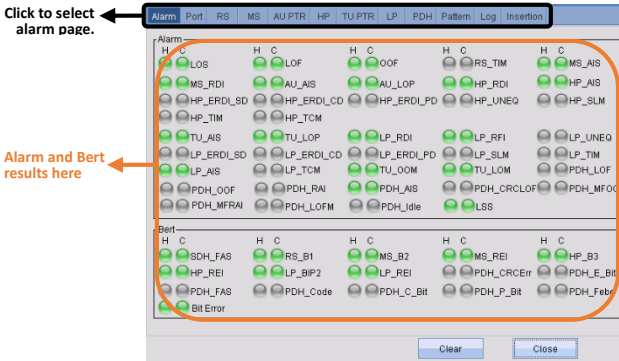 Click to select
alarm page.
Alarm Port RS MS AU PTR HP TU PTR LP PDH Pattern Log Insertion
Alarm
H C H C H C H C H C
LOS LOF OOF RS_TIM MS_AIS
MS_RDI AU_AIS AU_LOP HP_RDI HP_AIS
HP_ERDI_SD HP_ERDI_CD HP_ERDI_PD HP_UNEQ HP_SLM
HP_TIM HP_TCM
TU_AIS TU_LOP LP_RDI LP_RFI LP_UNEQ
LP_ERDI_SD LP_ERDI_CD LP_ERDI_PD LP_SLM LP_TIM
LP_AIS LP_TCM TU_OOM TU_LOM PDH_LOF
PDH_OOF PDH_RAI PDH_AIS PDH_CRCLOF PDH_MFOO
PDH_MFRAI PDH_LOFM PDH_Idle LSS
Alarm and Bert
results here
Bert
H C H C H C H C H C
SDH_FAS RS_B1 MS_B2 MS_REI HP_B3
HP_REI LP_BIP2 LP_REI PDH_CRCErr PDH_E_Bit
PDH_FAS PDH_Code PDH_C_Bit PDH_P_Bit PDH_Febe
Bit Error
Clear Close